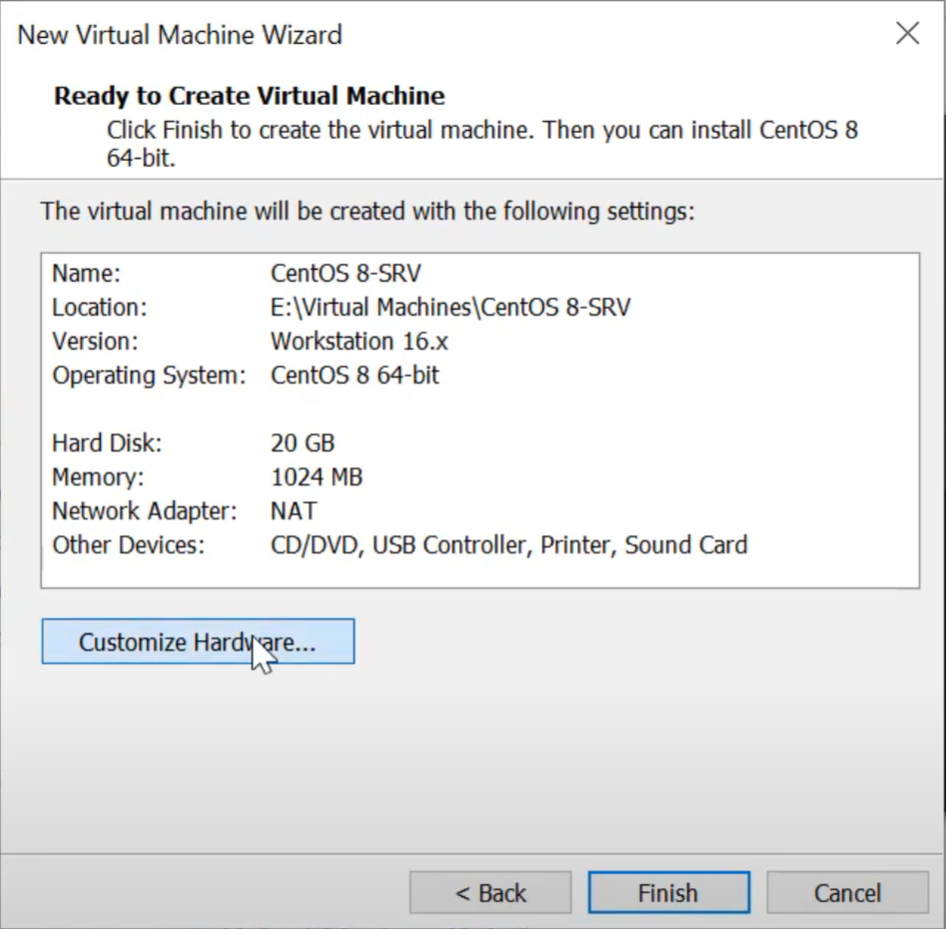 New Virtual Machine Wizard
Ready to Create Virtual Machine
Click Finish to create the virtual machine. Then you can install CentOS 8
64-bit.
The virtual machine will be created with the following settings:
Name: CentOS 8-SRV
Location: E:\Virtual Machines\CentOS 8-SRV
Version: Workstation 16.x
Operating System: CentOS 8 64-bit
Hard Disk: 20 GB
Memory: 1024 MB
Network Adapter: NAT
Other Devices: CD/DVD, USB Controller, Printer, Sound Card
Customize Hardware...
< Back Finish Cancel